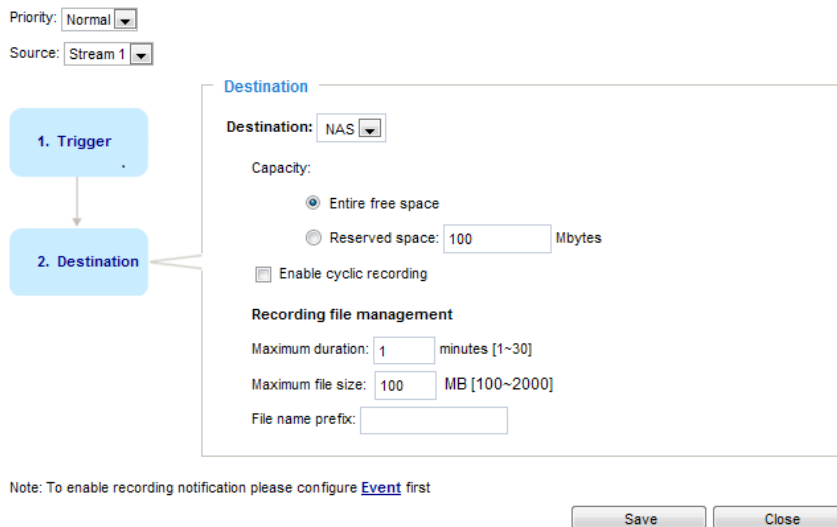 Priority: Normal
Source: Stream 1
Destination
1. Trigger
Destination: NAS
Capacity:
Entire free space
Reserved space: 100 Mbytes
2. Destination
Enable cyclic recording
Recording file management
Maximum duration: 1 minutes [1~30]
Maximum file size: 100 MB [100~2000]
File name prefix:
Note: To enable recording notification please configure Event first
Save Close